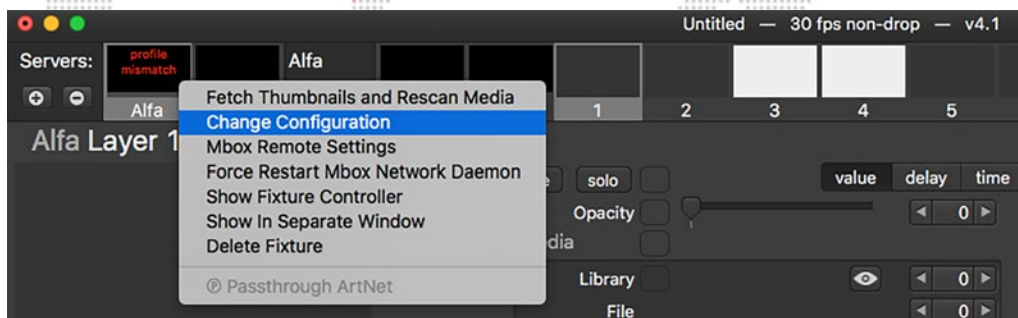 Untitled — 30 fps non-drop — v4.1
Servers:
profile
mismatch
Alfa
Alfa
1 2 3 4 5
Alfa Layer 1
Fetch Thumbnails and Rescan Media
Change Configuration
Mbox Remote Settings
Force Restart Mbox Network Daemon
Show Fixture Controller
Show In Separate Window
Delete Fixture
Ⓟ Passthrough ArtNet
solo
value delay time
Opacity 0
Library 0
File 0